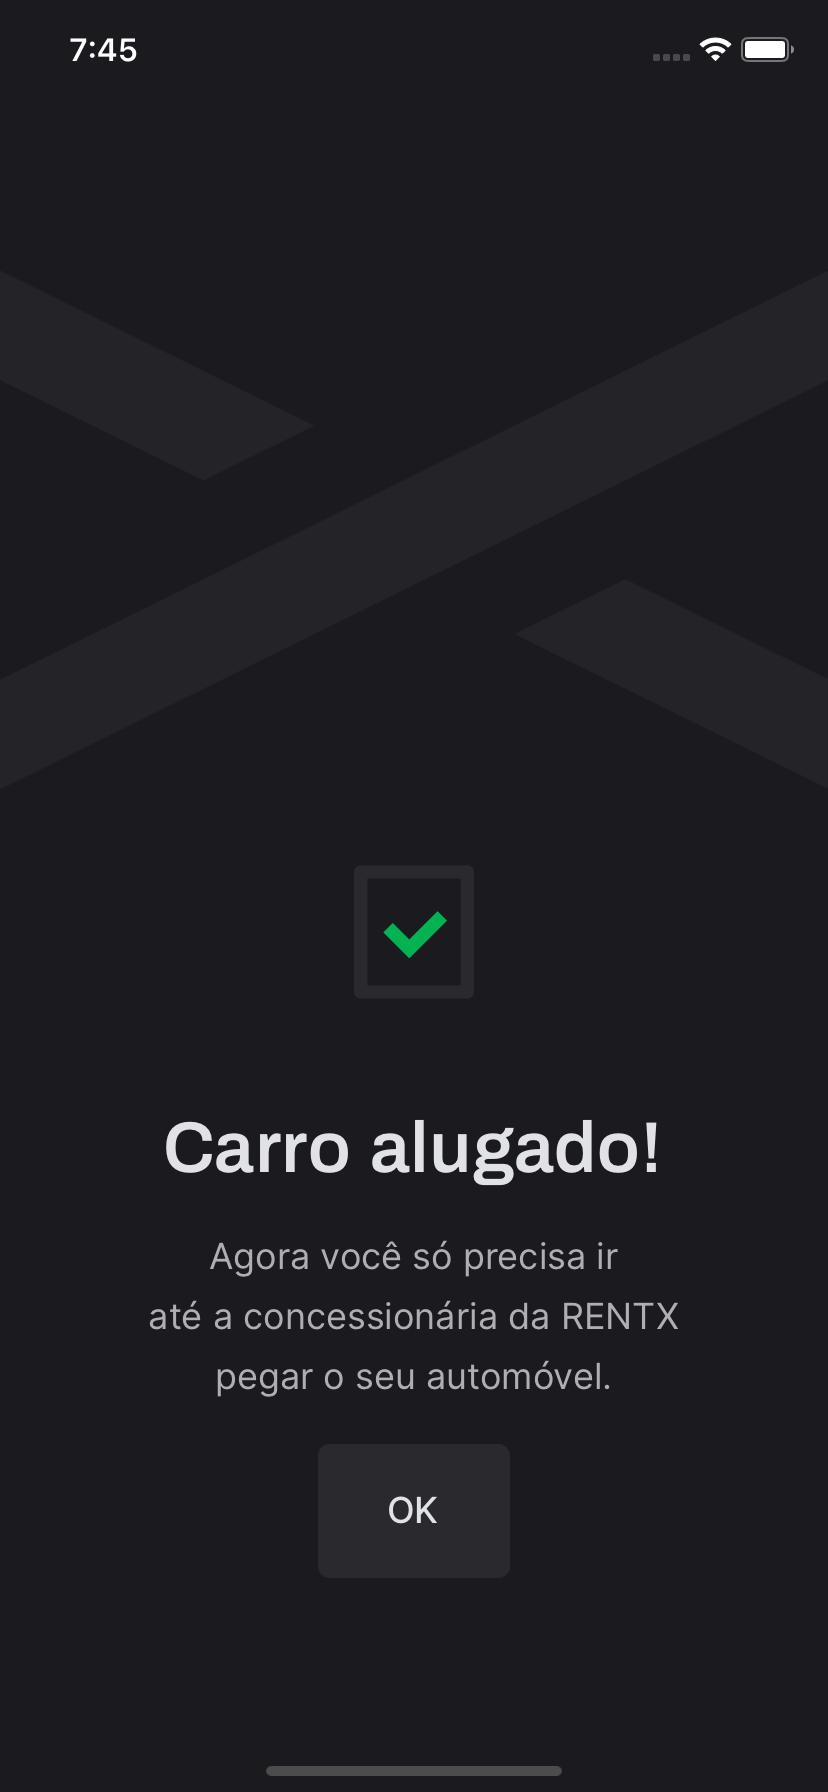 7:45
Carro alugado!
Agora você só precisa ir
até a concessionária da RENTX
pegar o seu automóvel.
OK